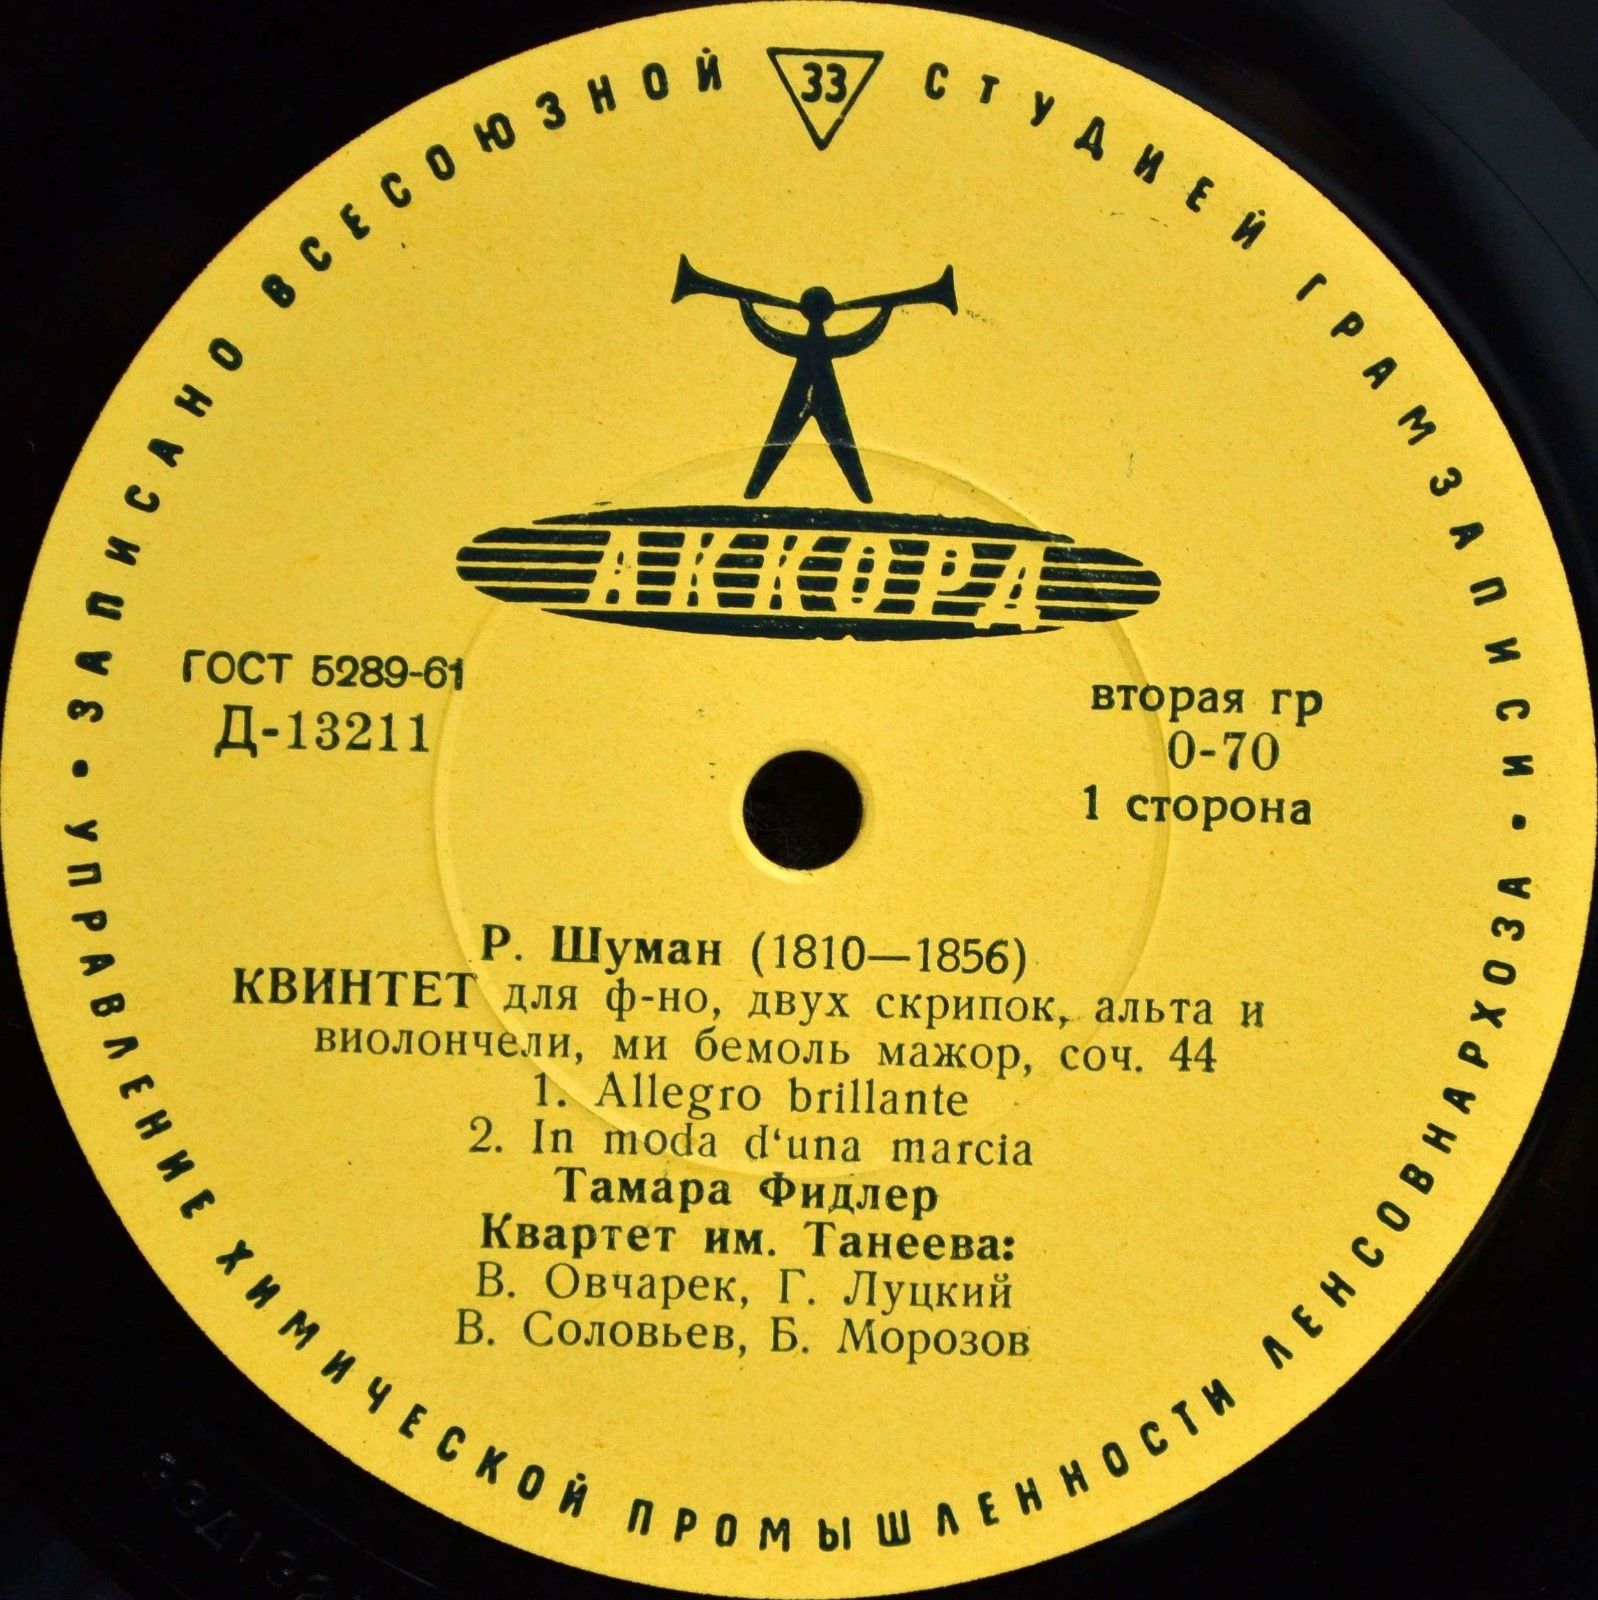 ЗАПИСАНО ВСЕСОЮЗНОЙ СТУДИЕЙ ГРАМЗАПИСИ •
33
АККОРД
ГОСТ 5289-61
Д-13211
вторая гр
0-70
1 сторона
Р. Шуман (1810—1856)
КВИНТЕТ для ф-но, двух скрипок, альта и
виолончели, ми бемоль мажор, соч. 44
1. Allegro brillante
2. In moda d'una marcia
Тамара Фидлер
Квартет им. Танеева:
В. Овчарек, Г. Луцкий
В. Соловьев, Б. Морозов
УПРАВЛЕНИЕ ХИМИЧЕСКОЙ ПРОМЫШЛЕННОСТИ ЛЕНСОВНАРХОЗА •